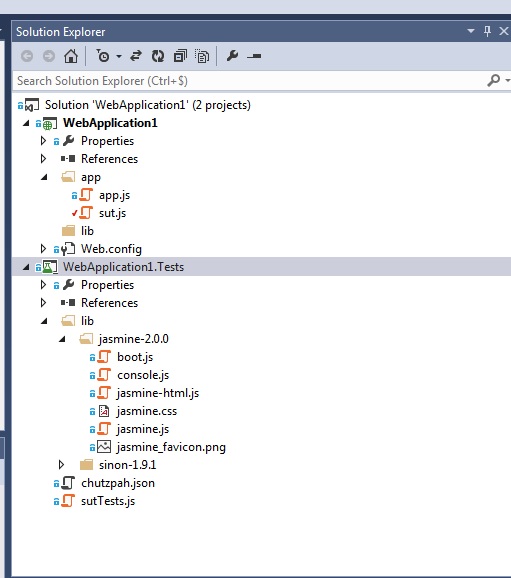 Solution Explorer
Search Solution Explorer (Ctrl+$)
Solution 'WebApplication1' (2 projects)
WebApplication1
Properties
References
app
app.js
sut.js
lib
Web.config
WebApplication1.Tests
Properties
References
lib
jasmine-2.0.0
boot.js
console.js
jasmine-html.js
jasmine.css
jasmine.js
jasmine_favicon.png
sinon-1.9.1
chutzpah.json
sutTests.js